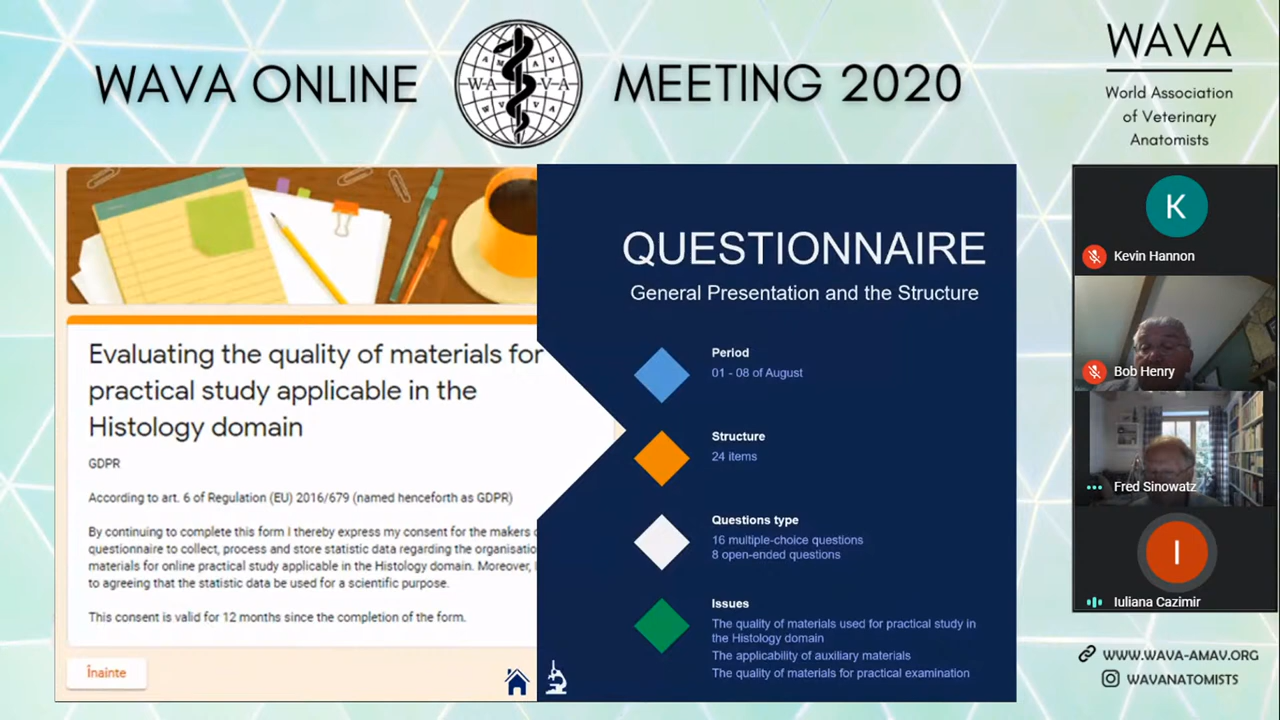 WAVA ONLINE
MEETING 2020
A M A V
WA VA
W V V A
WAVA
World Association
of Veterinary
Anatomists
Evaluating the quality of materials for
practical study applicable in the
Histology domain
GDPR
According to art. 6 of Regulation (EU) 2016/679 (named henceforth as GDPR)
By continuing to complete this form I thereby express my consent for the makers
questionnaire to collect, process and store statistic data regarding the organisatio
materials for online practical study applicable in the Histology domain. Moreover,
to agreeing that the statistic data be used for a scientific purpose.
This consent is valid for 12 months since the completion of the form.
Înainte
QUESTIONNAIRE
General Presentation and the Structure
Period
01 - 08 of August
Structure
24 items
Questions type
16 multiple-choice questions
8 open-ended questions
Issues
The quality of materials used for practical study in
the Histology domain
The applicability of auxiliary materials
The quality of materials for practical examination
K
Kevin Hannon
Bob Henry
Fred Sinowatz
I
Iuliana Cazimir
WWW.WAVA-AMAV.ORG
WAVANATOMISTS